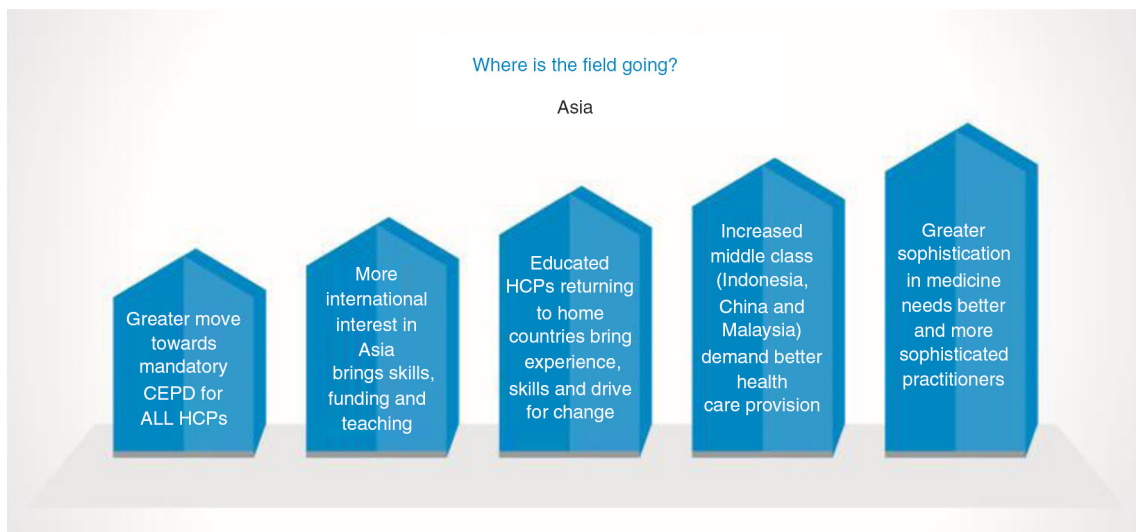 Where is the field going?
Asia
Greater move
towards
mandatory
CEPD for
ALL HCPs
More
international
interest in
Asia
brings skills,
funding and
teaching
Educated
HCPs returning
to home
countries bring
experience,
skills and drive
for change
Increased
middle class
(Indonesia,
China and
Malaysia)
demand better
health
care provision
Greater
sophistication
in medicine
needs better
and more
sophisticated
practitioners